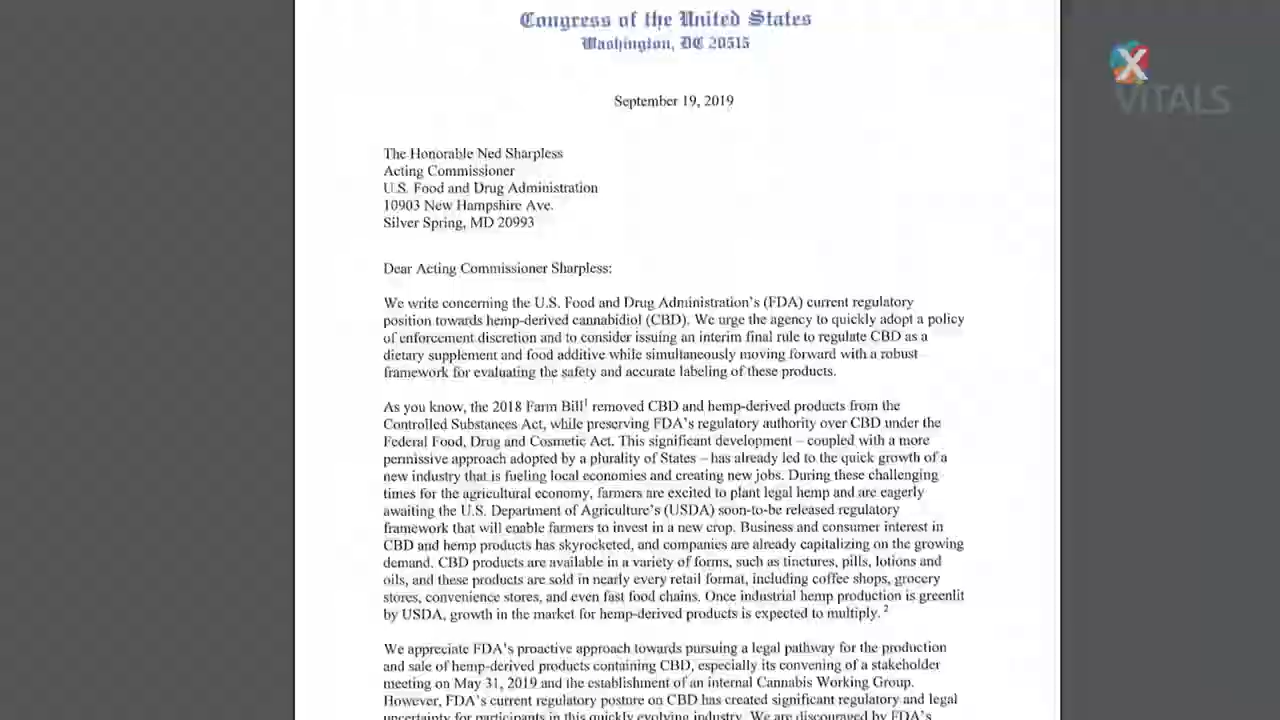 Congress of the United States
Washington, DC 20515
X
VITALS
September 19, 2019
The Honorable Ned Sharpless
Acting Commissioner
U.S. Food and Drug Administration
10903 New Hampshire Ave.
Silver Spring, MD 20993
Dear Acting Commissioner Sharpless:
We write concerning the U.S. Food and Drug Administration's (FDA) current regulatory
position towards hemp-derived cannabidiol (CBD). We urge the agency to quickly adopt a policy
of enforcement discretion and to consider issuing an interim final rule to regulate CBD as a
dietary supplement and food additive while simultaneously moving forward with a robust
framework for evaluating the safety and accurate labeling of these products.
As you know, the 2018 Farm Bill¹ removed CBD and hemp-derived products from the
Controlled Substances Act, while preserving FDA's regulatory authority over CBD under the
Federal Food, Drug and Cosmetic Act. This significant development – coupled with a more
permissive approach adopted by a plurality of States – has already led to the quick growth of a
new industry that is fueling local economies and creating new jobs. During these challenging
times for the agricultural economy, farmers are excited to plant legal hemp and are eagerly
awaiting the U.S. Department of Agriculture's (USDA) soon-to-be released regulatory
framework that will enable farmers to invest in a new crop. Business and consumer interest in
CBD and hemp products has skyrocketed, and companies are already capitalizing on the growing
demand. CBD products are available in a variety of forms, such as tinctures, pills, lotions and
oils, and these products are sold in nearly every retail format, including coffee shops, grocery
stores, convenience stores, and even fast food chains. Once industrial hemp production is greenlit
by USDA, growth in the market for hemp-derived products is expected to multiply. ²
We appreciate FDA's proactive approach towards pursuing a legal pathway for the production
and sale of hemp-derived products containing CBD, especially its convening of a stakeholder
meeting on May 31, 2019 and the establishment of an internal Cannabis Working Group.
However, FDA's current regulatory posture on CBD has created significant regulatory and legal
uncertainty for participants in this quickly evolving industry. We are discouraged by FDA's